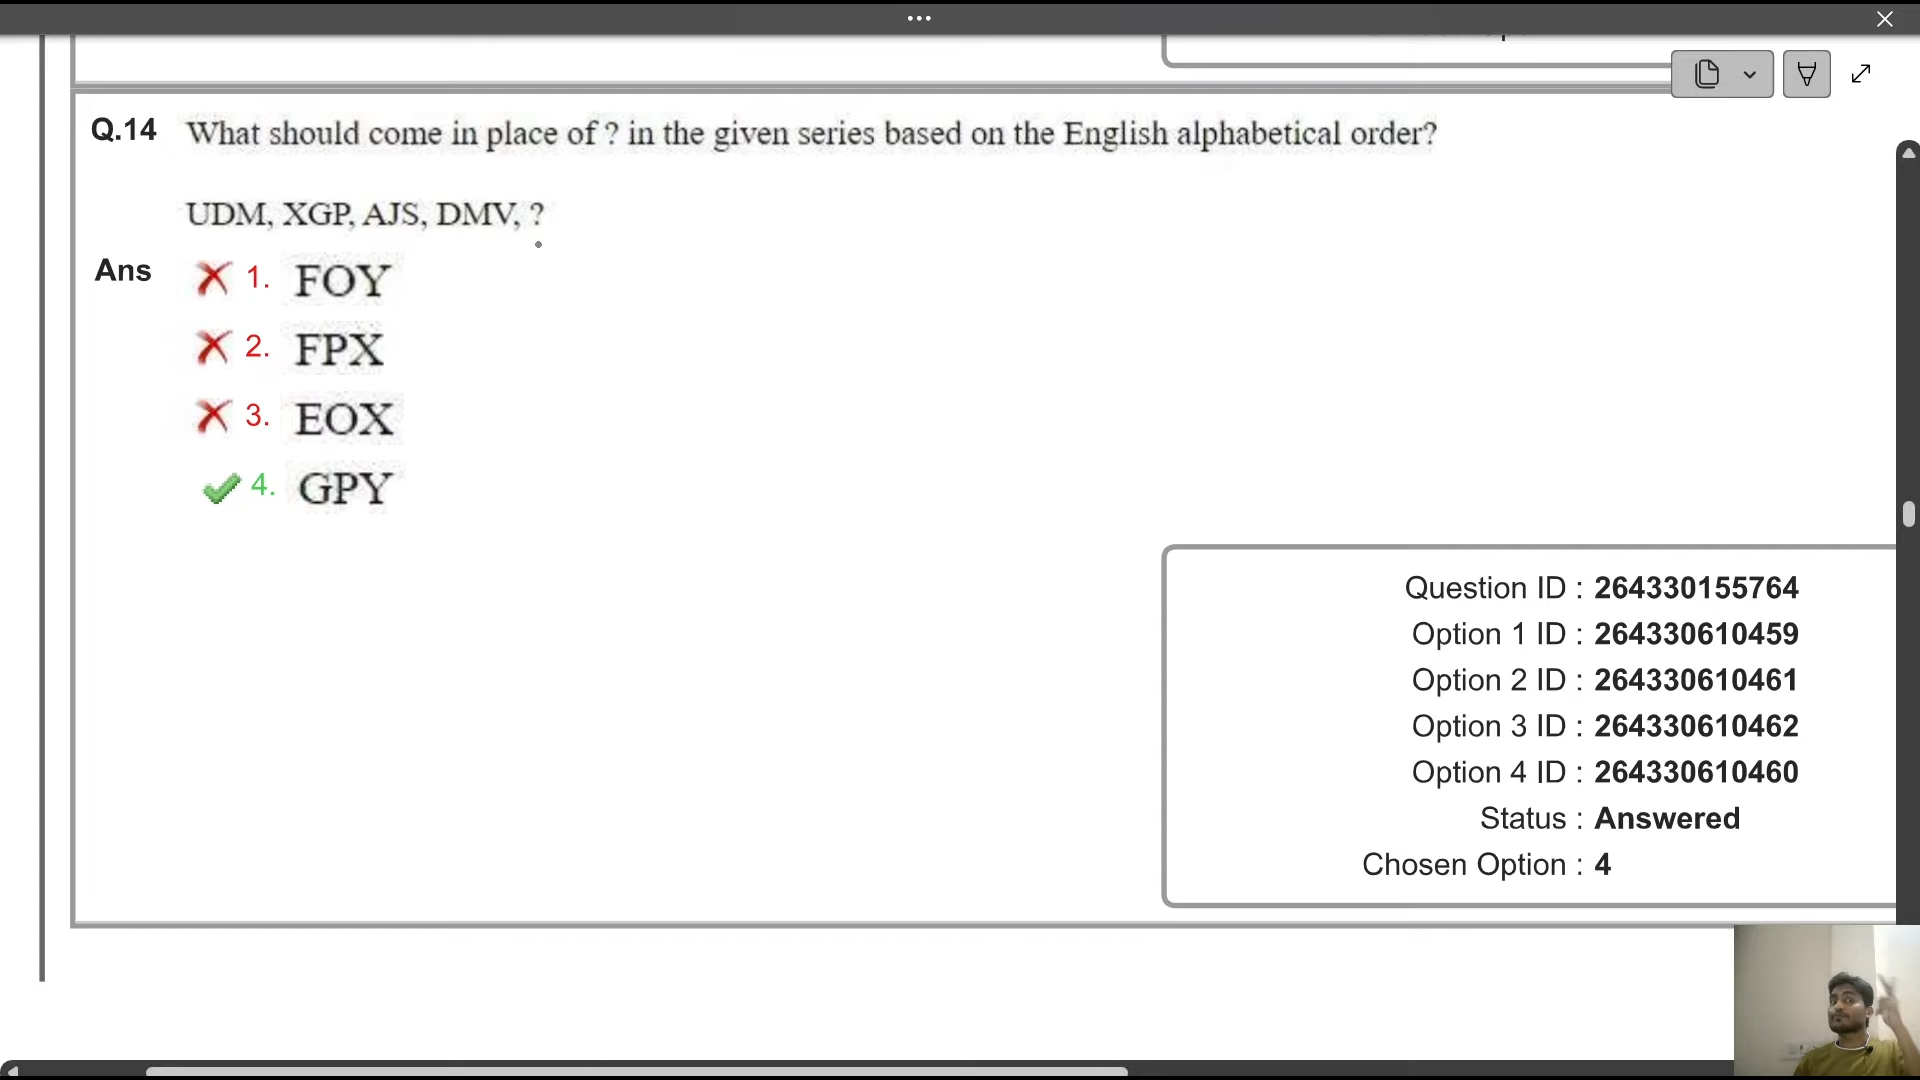 Q.14 What should come in place of ? in the given series based on the English alphabetical order?
UDM, XGP, AJS, DMV, ?
Ans 1. FOY
2. FPX
3. EOX
4. GPY
Question ID : 264330155764
Option 1 ID : 264330610459
Option 2 ID : 264330610461
Option 3 ID : 264330610462
Option 4 ID : 264330610460
Status : Answered
Chosen Option : 4